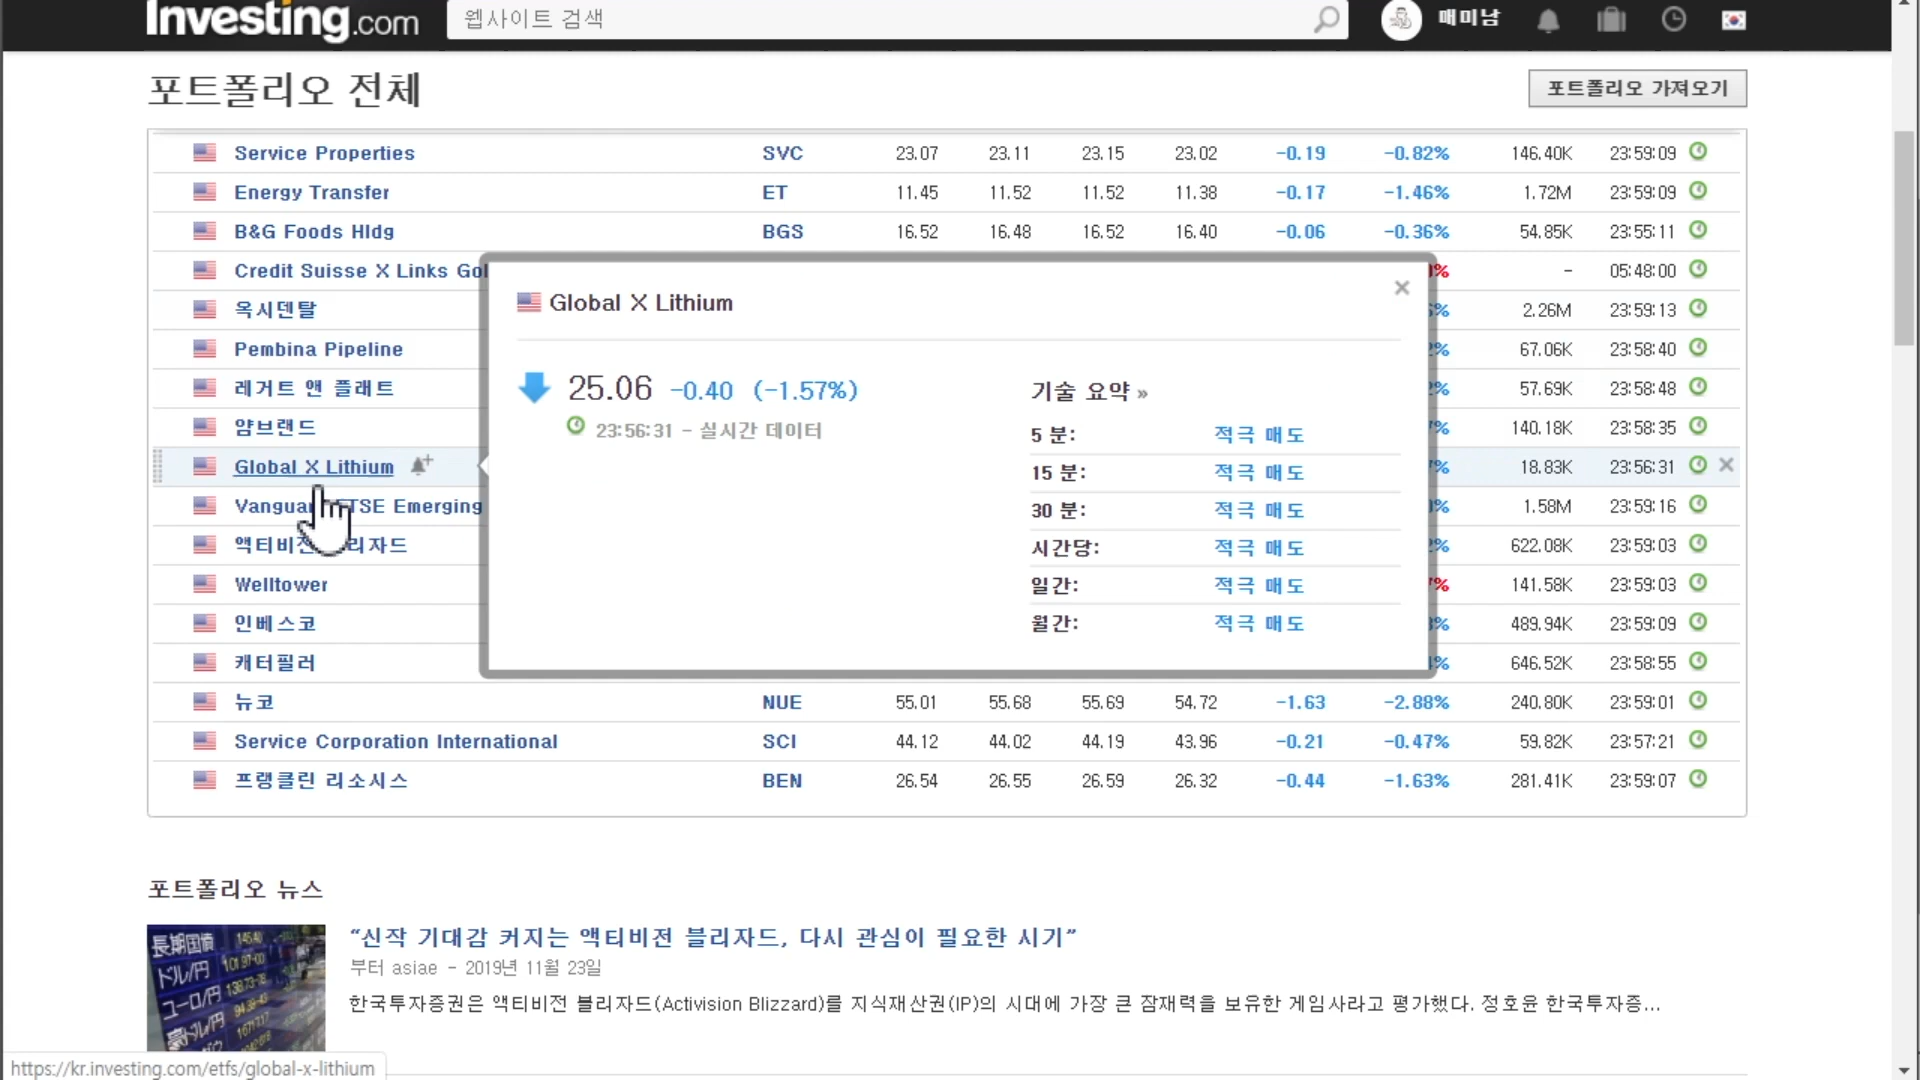 Investing.com 웹사이트 검색 매미남
포트폴리오 전체 포트폴리오 가져오기
Service Properties SVC 23.07 23.11 23.15 23.02 -0.19 -0.82% 146.40K 23:59:09
Energy Transfer ET 11.45 11.52 11.52 11.38 -0.17 -1.46% 1.72M 23:59:09
B&G Foods Hldg BGS 16.52 16.48 16.52 16.40 -0.06 -0.36% 54.85K 23:55:11
Credit Suisse X Links % - 05:48:00
옥시덴탈 % 2.26M 23:59:13
Pembina Pipeline % 67.06K 23:58:40
레거트 앤 플래트 % 57.69K 23:58:48
얌브랜드 % 140.18K 23:58:35
Global X Lithium % 18.83K 23:56:31
FTSE Emerging % 1.58M 23:59:16
액티비전 블리자드 % 622.08K 23:59:03
Welltower % 141.58K 23:59:03
인베스코 % 489.94K 23:59:09
캐터필러 % 646.52K 23:58:55
Global X Lithium
25.06 -0.40 (-1.57%)
23:56:31 - 실시간 데이터
기술 요약 »
5 분: 적극 매도
15 분: 적극 매도
30 분: 적극 매도
시간당: 적극 매도
일간: 적극 매도
월간: 적극 매도
뉴코 NUE 55.01 55.68 55.69 54.72 -1.63 -2.88% 240.80K 23:59:01
Service Corporation International SCI 44.12 44.02 44.19 43.96 -0.21 -0.47% 59.82K 23:57:21
프랭클린 리소시스 BEN 26.54 26.55 26.59 26.32 -0.44 -1.63% 281.41K 23:59:07
포트폴리오 뉴스
“신작 기대감 커지는 액티비전 블리자드, 다시 관심이 필요한 시기”
부터 asiae - 2019년 11월 23일
한국투자증권은 액티비전 블리자드(Activision Blizzard)를 지식재산권(IP)의 시대에 가장 큰 잠재력을 보유한 게임사라고 평가했다. 정호윤 한국투자증...
長期国債
ドル/円
ユーロ/円
https://kr.investing.com/etfs/global-x-lithium